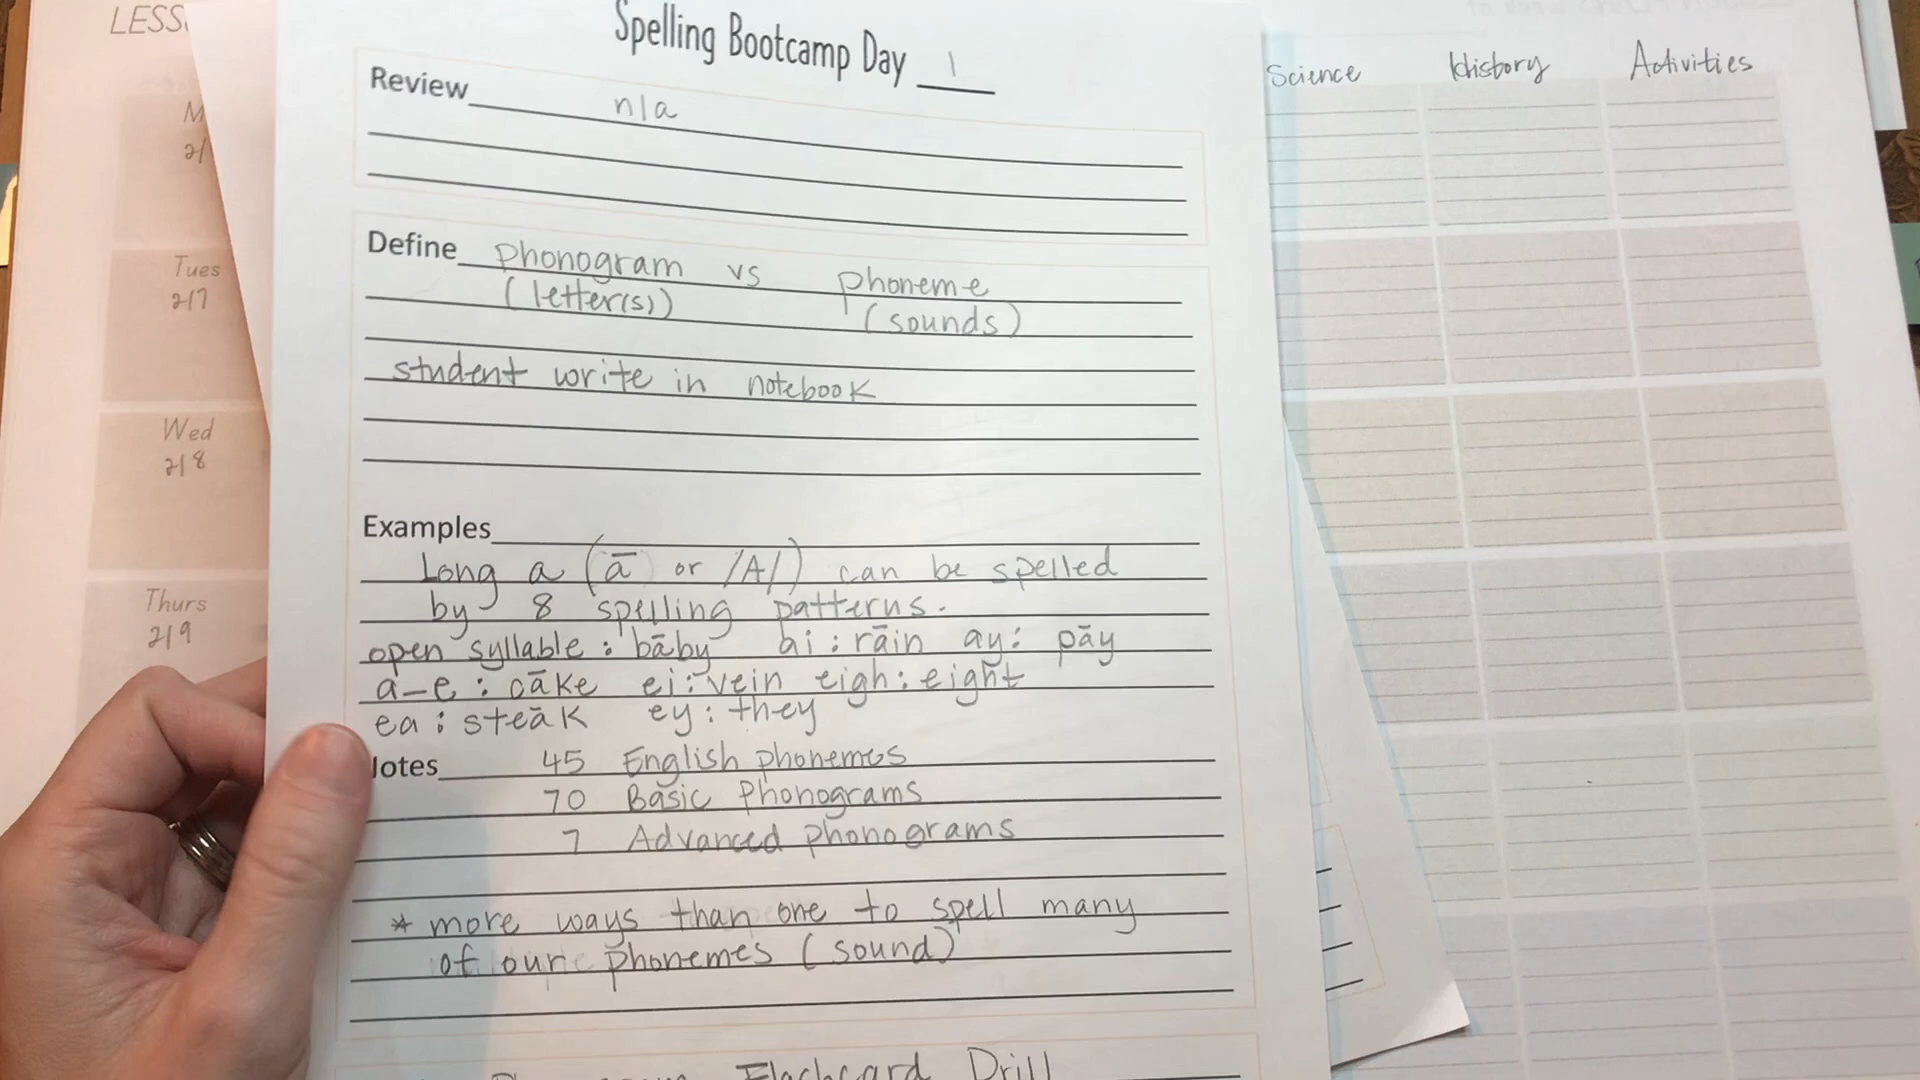 LESS
M
2/
Tues
2/7
Wed
2/8
Thurs
2/9
Spelling Bootcamp Day 1
Review n/a
Define phonogram vs phoneme
(letter(s)) (sounds)
student write in notebook
Examples
Long a (ā or /A/) can be spelled
by 8 spelling patterns.
open syllable: bāby ai: rāin ay: pāy
a-e: cāke ei: vein eigh: eight
ea: steāk ey: they
Notes 45 English phonemes
70 Basic Phonograms
7 Advanced phonograms
* more ways than one to spell many
of our phonemes (sound)
Flashcard Drill
Science History Activities